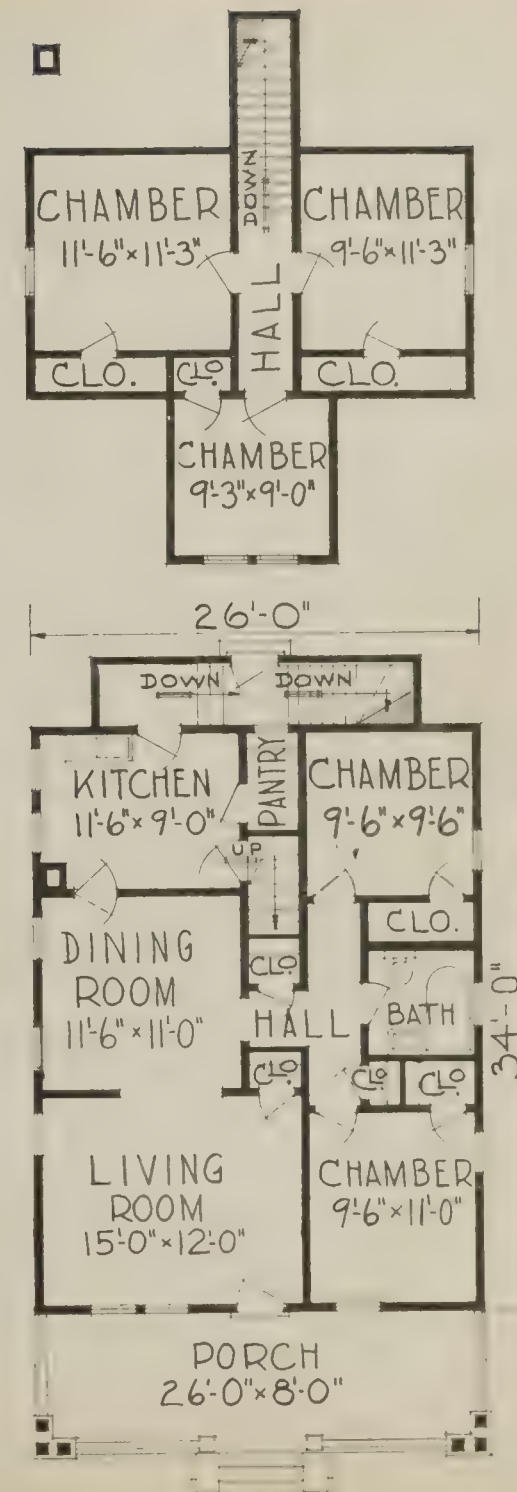 DOWN
CHAMBER
11'-6" × 11'-3"
CHAMBER
9'-6" × 11'-3"
HALL
CLO.
CLO
CLO.
CHAMBER
9'-3" × 9'-0"
26'-0"
DOWN
DOWN
KITCHEN
11'-6" × 9'-0"
PANTRY
CHAMBER
9'-6" × 9'-6"
UP
CLO.
DINING
ROOM
11'-6" × 11'-0"
CLO
HALL
BATH
34'-0"
CLO
CLO
CLO
LIVING
ROOM
15'-0" × 12'-0"
CHAMBER
9'-6" × 11'-0"
PORCH
26'-0" × 8'-0"